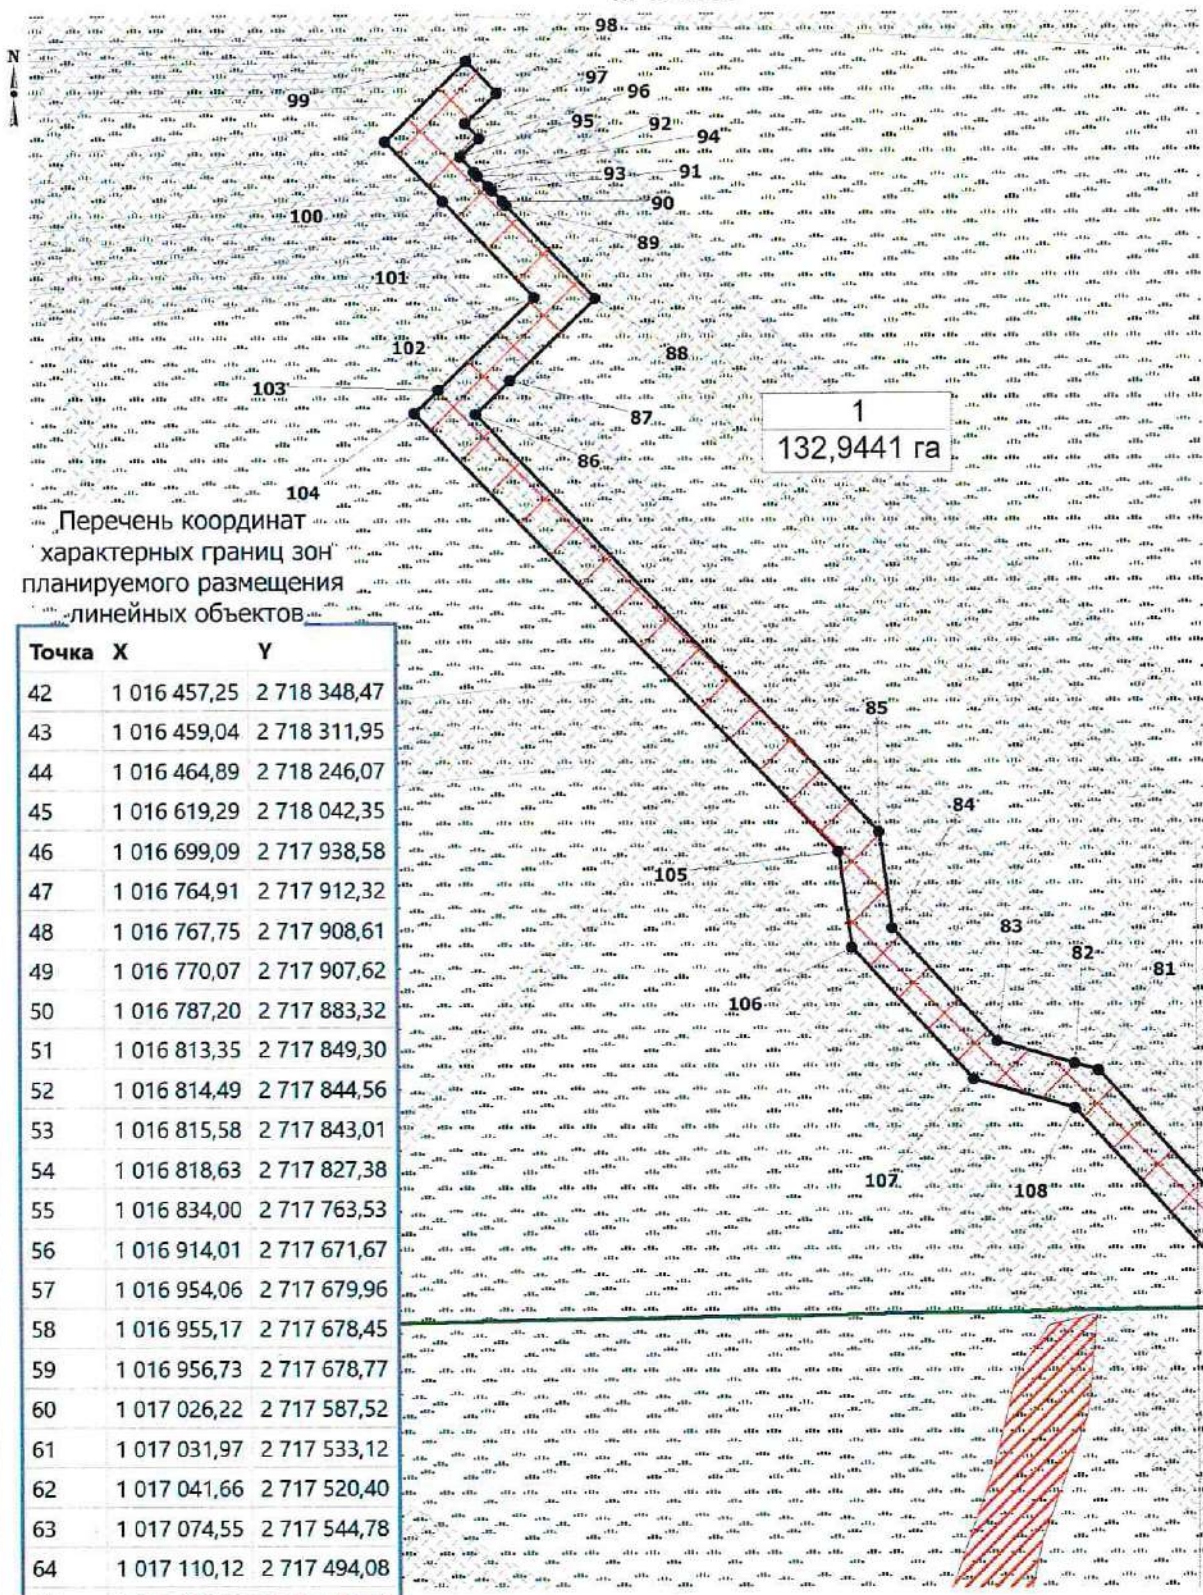 98
N
97
99
96
95
92
94
93
91
100
90
89
101
102
88
103
1
87
132,9441 га
86
104
Перечень координат
характерных границ зон
планируемого размещения
линейных объектов
Точка X Y
42 1 016 457,25 2 718 348,47
43 1 016 459,04 2 718 311,95
44 1 016 464,89 2 718 246,07
45 1 016 619,29 2 718 042,35
46 1 016 699,09 2 717 938,58
47 1 016 764,91 2 717 912,32
48 1 016 767,75 2 717 908,61
49 1 016 770,07 2 717 907,62
50 1 016 787,20 2 717 883,32
51 1 016 813,35 2 717 849,30
52 1 016 814,49 2 717 844,56
53 1 016 815,58 2 717 843,01
54 1 016 818,63 2 717 827,38
55 1 016 834,00 2 717 763,53
56 1 016 914,01 2 717 671,67
57 1 016 954,06 2 717 679,96
58 1 016 955,17 2 717 678,45
59 1 016 956,73 2 717 678,77
60 1 017 026,22 2 717 587,52
61 1 017 031,97 2 717 533,12
62 1 017 041,66 2 717 520,40
63 1 017 074,55 2 717 544,78
64 1 017 110,12 2 717 494,08
85
84
105
83
82
81
106
107
108